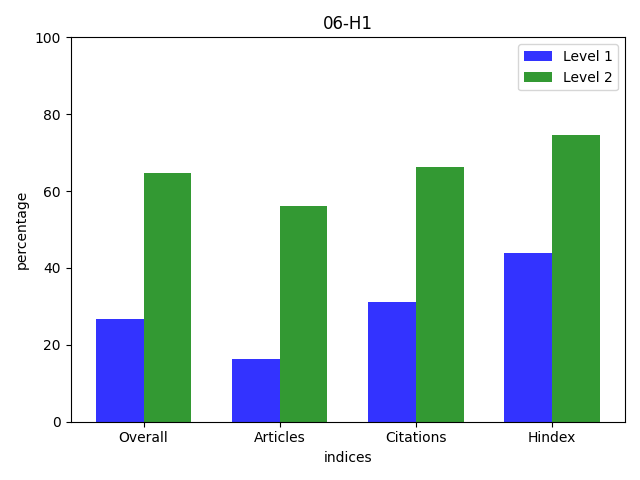 06-H1
100
80
60
40
20
0
percentage
Level 1
Level 2
Overall Articles Citations Hindex
indices